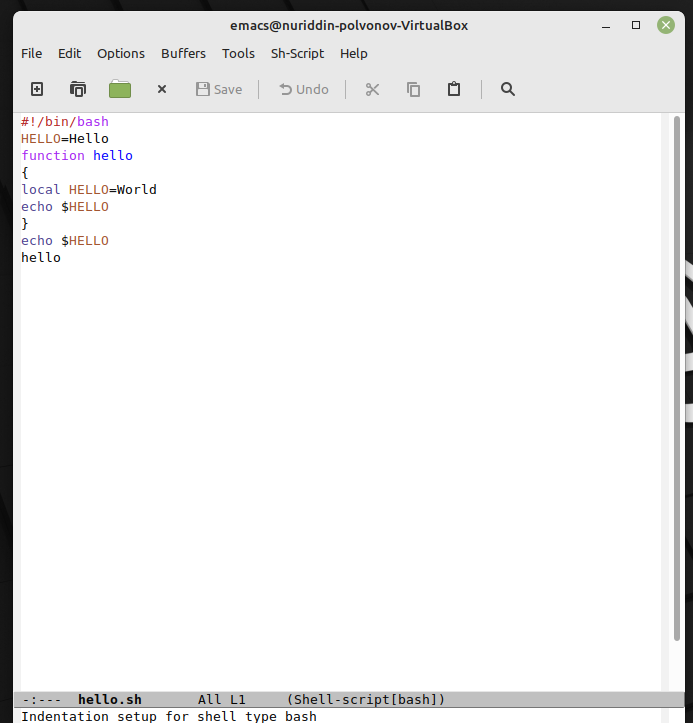 emacs@nuriddin-polvonov-VirtualBox
File Edit Options Buffers Tools Sh-Script Help
Save Undo
#!/bin/bash
HELLO=Hello
function hello
{
local HELLO=World
echo $HELLO
}
echo $HELLO
hello
-:--- hello.sh All L1 (Shell-script[bash])
Indentation setup for shell type bash